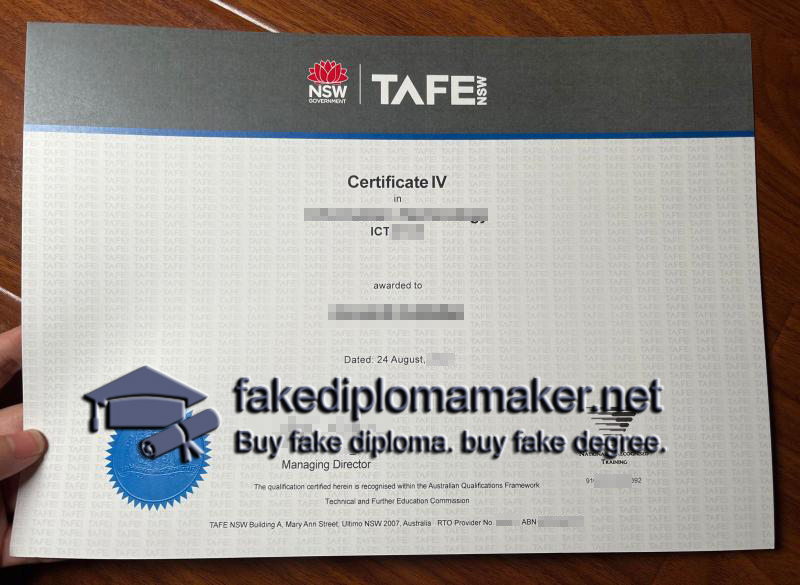 NSW
GOVERNMENT
TAFE NSW
Certificate IV
in
ICT
awarded to
Dated: 24 August,
fakediplomamaker.net
Buy fake diploma. buy fake degree.
Managing Director
TRAINING
The qualification certified herein is recognised within the Australian Qualifications Framework
Technical and Further Education Commission
TAFE NSW Building A, Mary Ann Street, Ultimo NSW 2007, Australia RTO Provider No. ABN